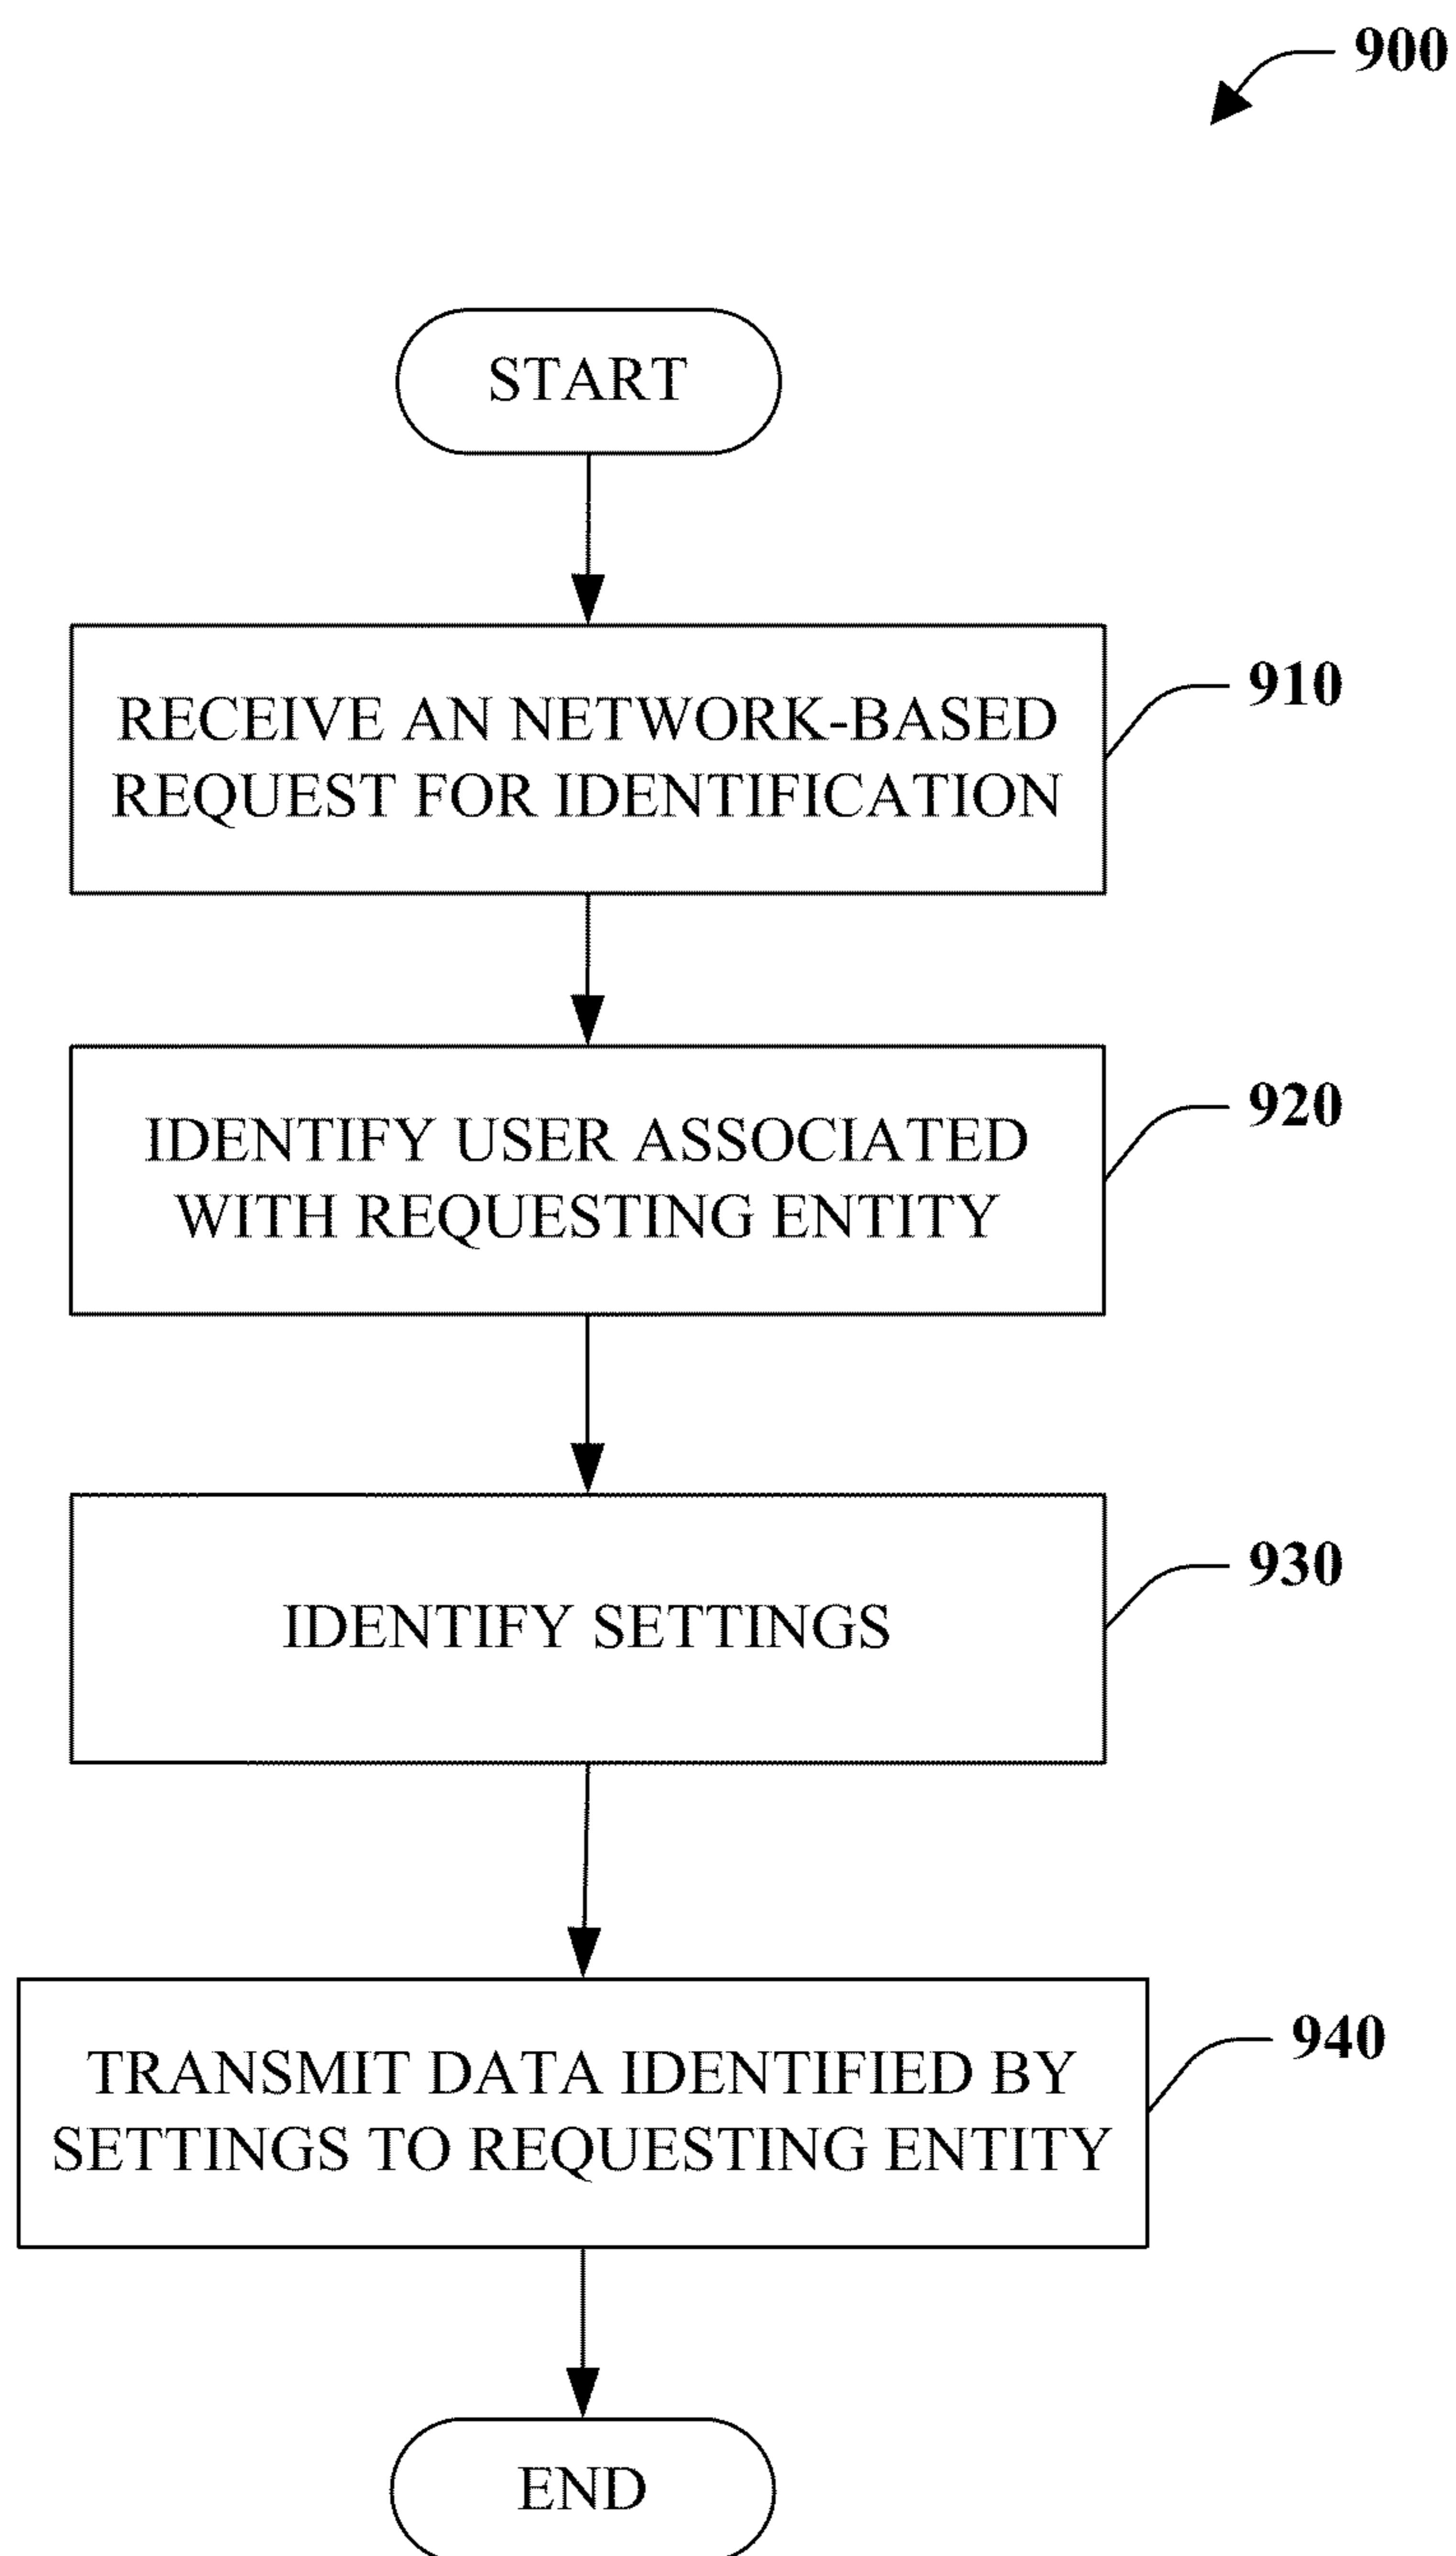 900
START
RECEIVE AN NETWORK-BASED
REQUEST FOR IDENTIFICATION
910
IDENTIFY USER ASSOCIATED
WITH REQUESTING ENTITY
920
IDENTIFY SETTINGS
930
TRANSMIT DATA IDENTIFIED BY
SETTINGS TO REQUESTING ENTITY
940
END